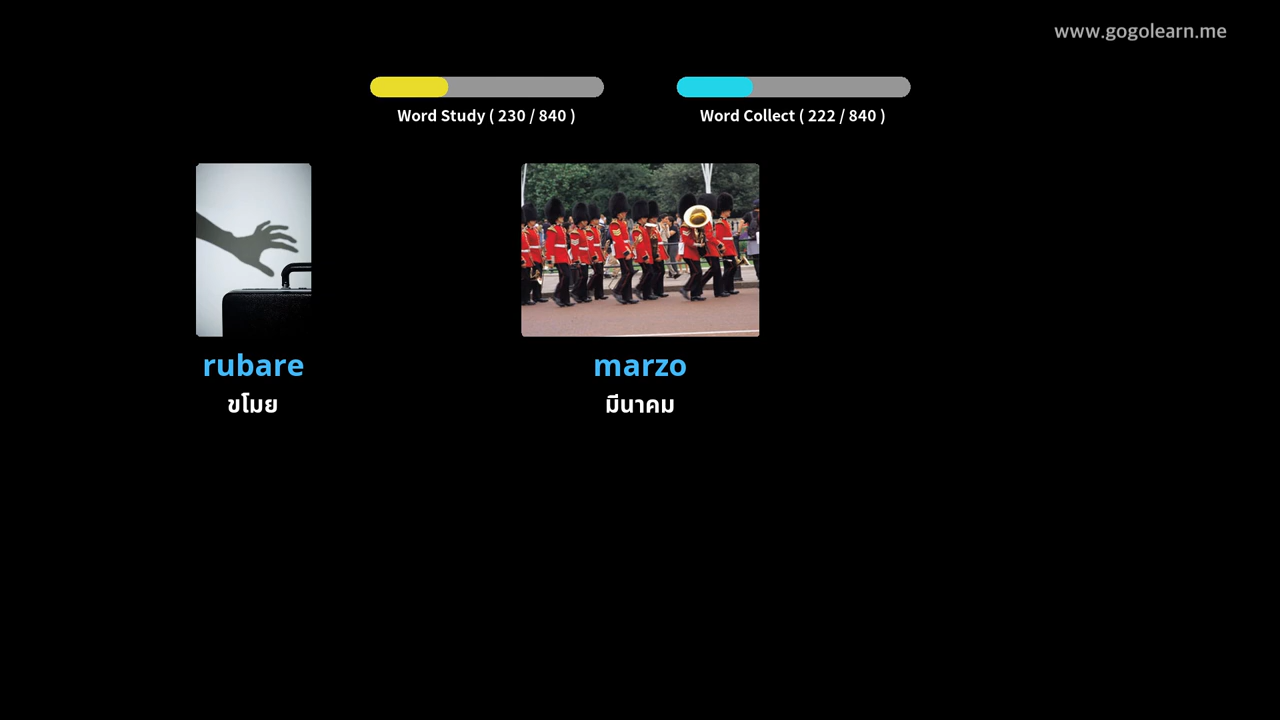 www.gogolearn.me
Word Study ( 230 / 840 )
Word Collect ( 222 / 840 )
rubare
ขโมย
marzo
มีนาคม